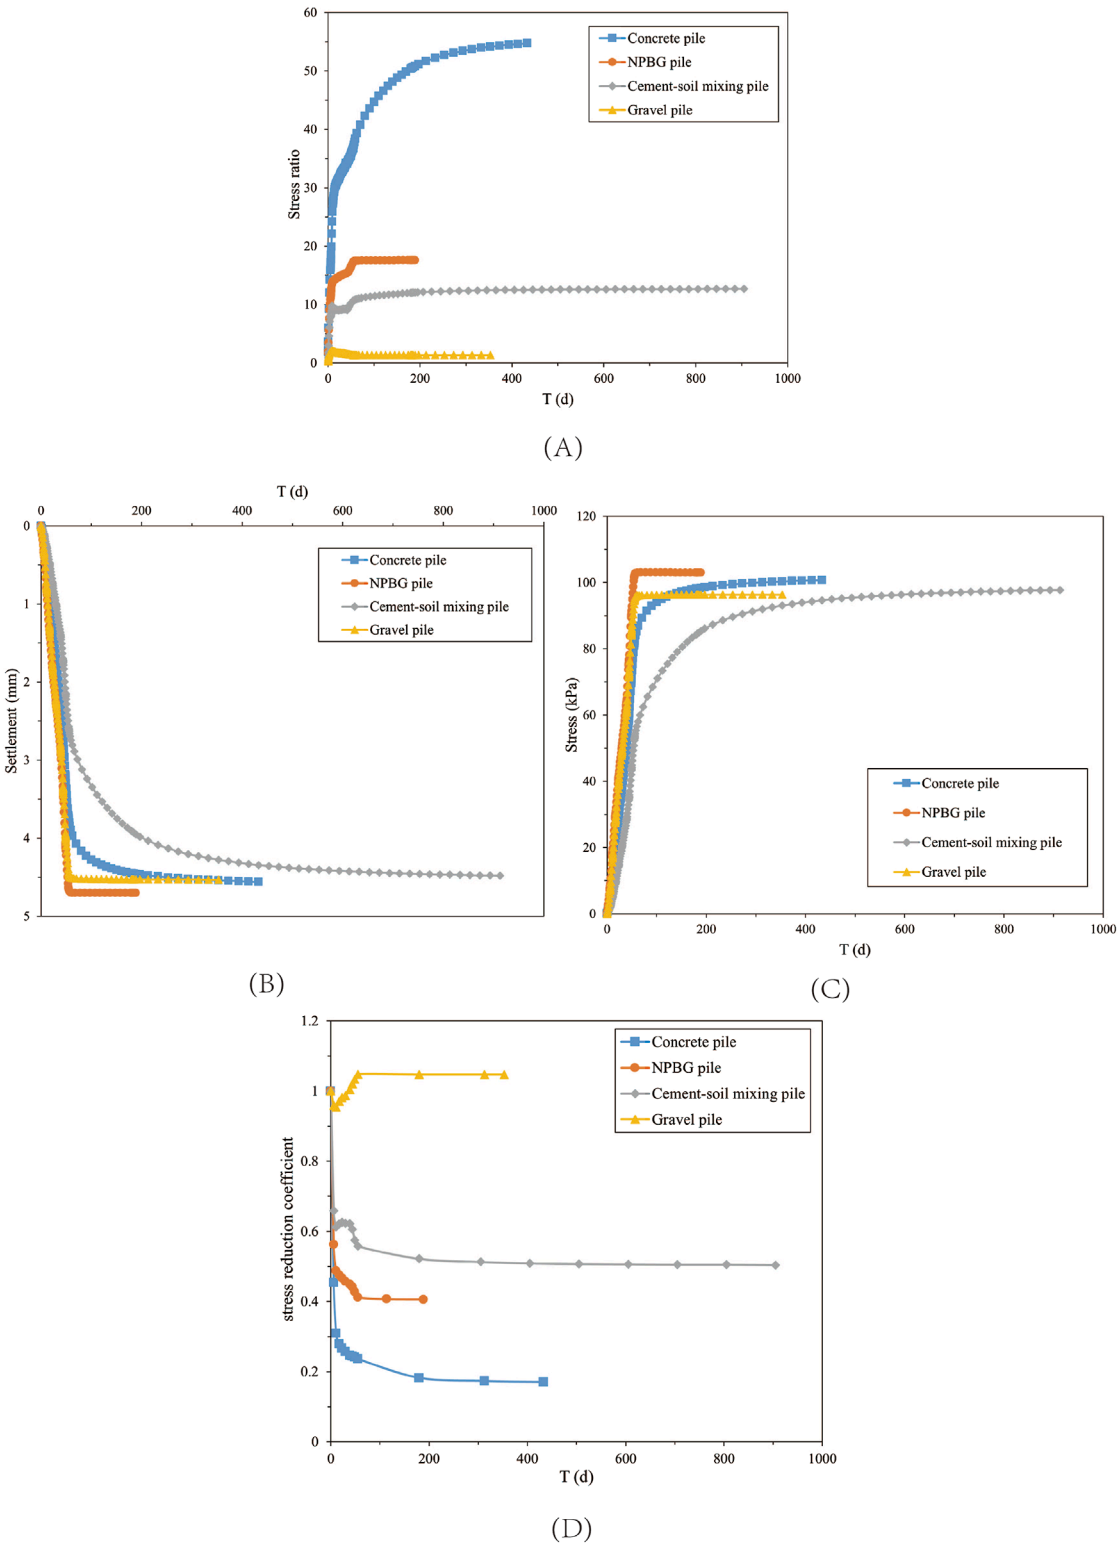 60
50
40
30
20
10
0
Stress ratio
Concrete pile
NPBG pile
Cement-soil mixing pile
Gravel pile
0 200 400 600 800 1000
T (d)
(A)
T (d)
0 200 400 600 800 1000
0
1
2
3
4
5
Settlement (mm)
Concrete pile
NPBG pile
Cement-soil mixing pile
Gravel pile
(B)
120
100
80
60
40
20
0
Stress (kPa)
Concrete pile
NPBG pile
Cement-soil mixing pile
Gravel pile
0 200 400 600 800 1000
T (d)
(C)
1.2
1
0.8
0.6
0.4
0.2
0
stress reduction coefficient
Concrete pile
NPBG pile
Cement-soil mixing pile
Gravel pile
0 200 400 600 800 1000
T (d)
(D)